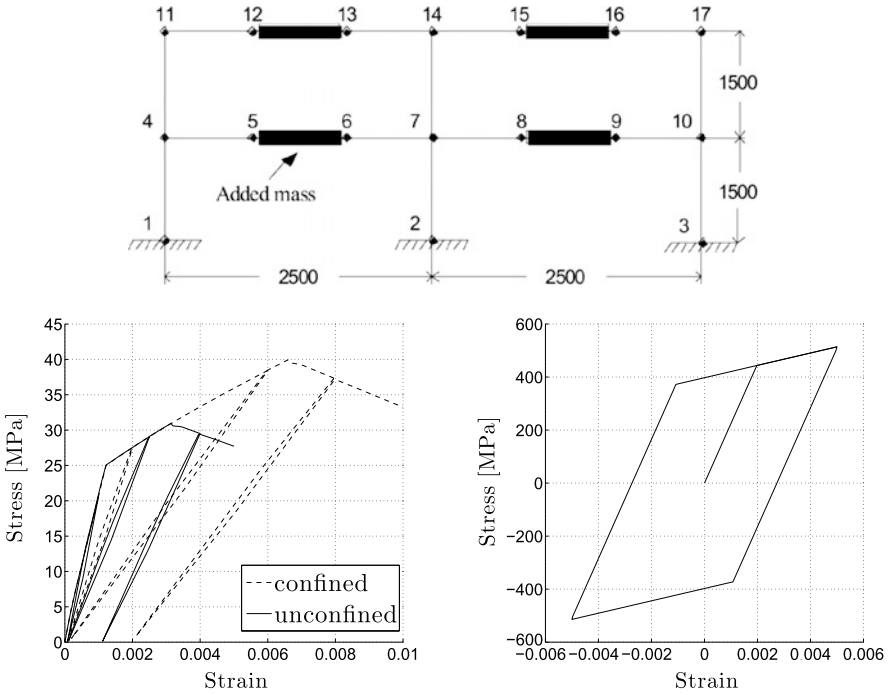 11 12 13 14 15 16 17
1500
4 5 6 7 8 9 10
Added mass
1500
1 2 3
2500 2500
45
40
35
30
25
20
15
10
5
0
0 0.002 0.004 0.006 0.008 0.01
Stress [MPa]
Strain
confined
unconfined
600
400
200
0
−200
−400
−600
−0.006 −0.004 −0.002 0 0.002 0.004 0.006
Stress [MPa]
Strain